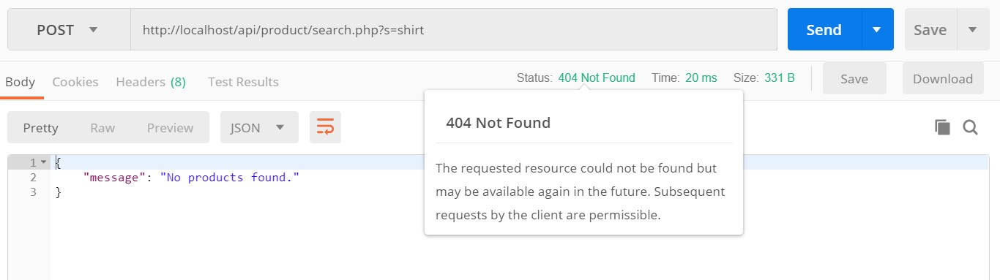 POST http://localhost/api/product/search.php?s=shirt Send Save
Body Cookies Headers (8) Test Results Status: 404 Not Found Time: 20 ms Size: 331 B Save Download
404 Not Found
Pretty Raw Preview JSON
The requested resource could not be found but
may be available again in the future. Subsequent
requests by the client are permissible.
1 {
2 "message": "No products found."
3 }